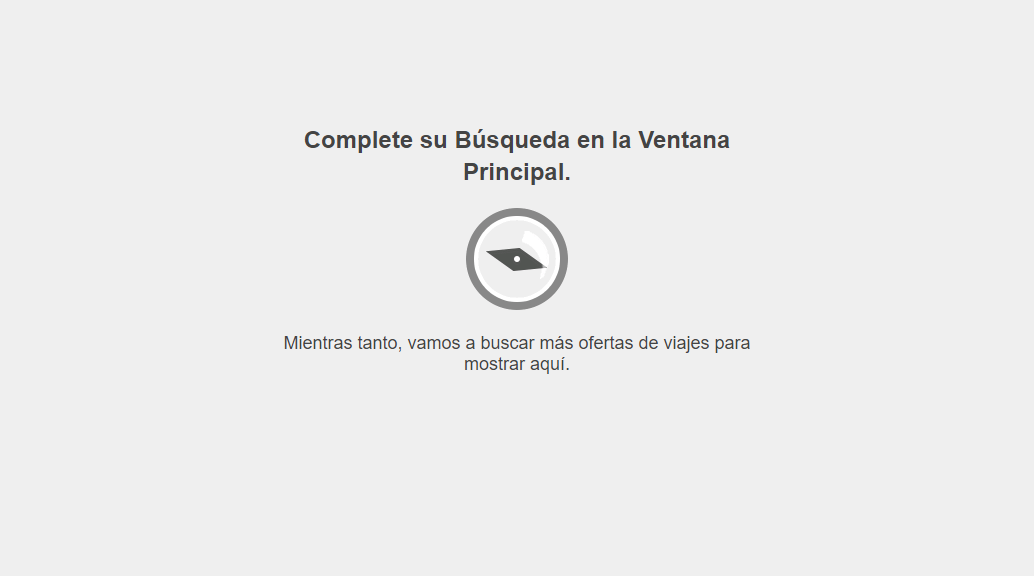 Complete su Búsqueda en la Ventana
Principal.
Mientras tanto, vamos a buscar más ofertas de viajes para
mostrar aquí.